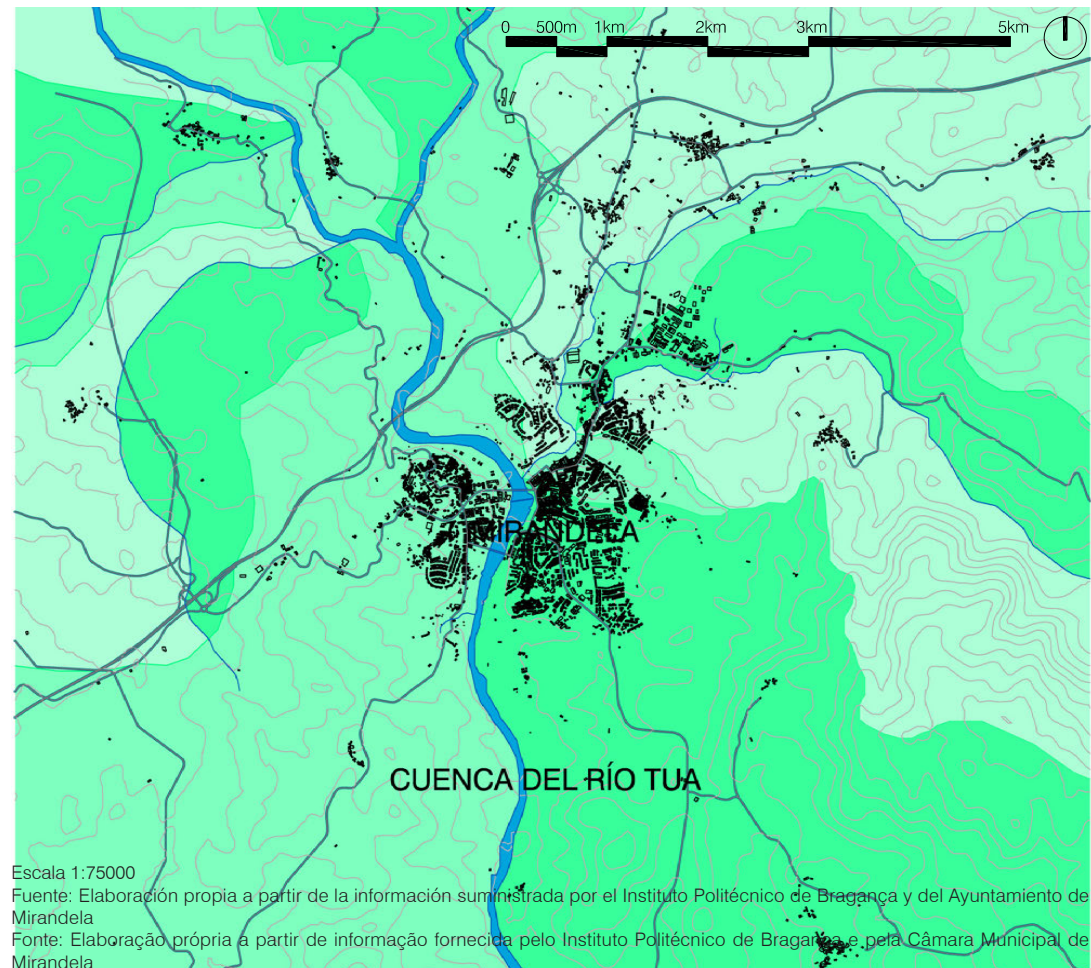 0 500m 1km 2km 3km 5km
MIRANDELA
CUENCA DEL RÍO TUA
Escala 1:75000
Fuente: Elaboración propia a partir de la información suministrada por el Instituto Politécnico de Bragança y del Ayuntamiento de
Mirandela
Fonte: Elaboração própria a partir de informação fornecida pelo Instituto Politécnico de Bragança e pela Câmara Municipal de
Mirandela